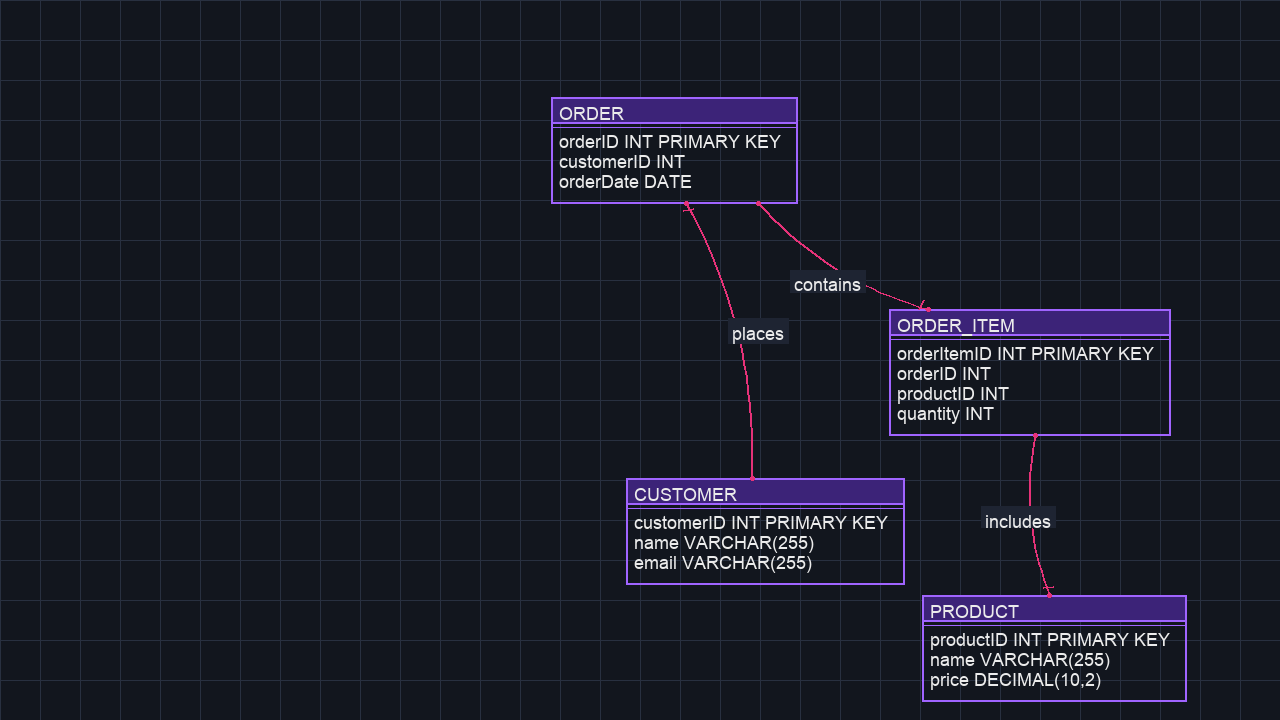 ORDER
orderID INT PRIMARY KEY
customerID INT
orderDate DATE
contains
places
ORDER_ITEM
orderItemID INT PRIMARY KEY
orderID INT
productID INT
quantity INT
CUSTOMER
customerID INT PRIMARY KEY
name VARCHAR(255)
email VARCHAR(255)
includes
PRODUCT
productID INT PRIMARY KEY
name VARCHAR(255)
price DECIMAL(10,2)